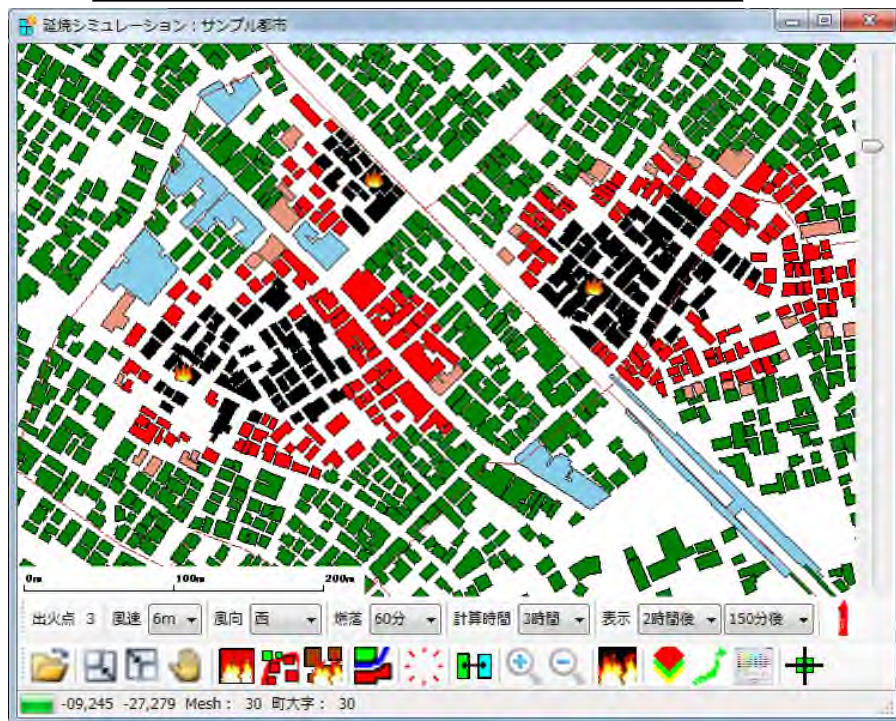 延焼シミュレーション：サンプル都市
0m 100m 200m
出火点 3 風速 6m 風向 西 燃落 60分 計算時間 3時間 表示 2時間後 150分後
-09,245 -27,279 Mesh： 30 町大字： 30